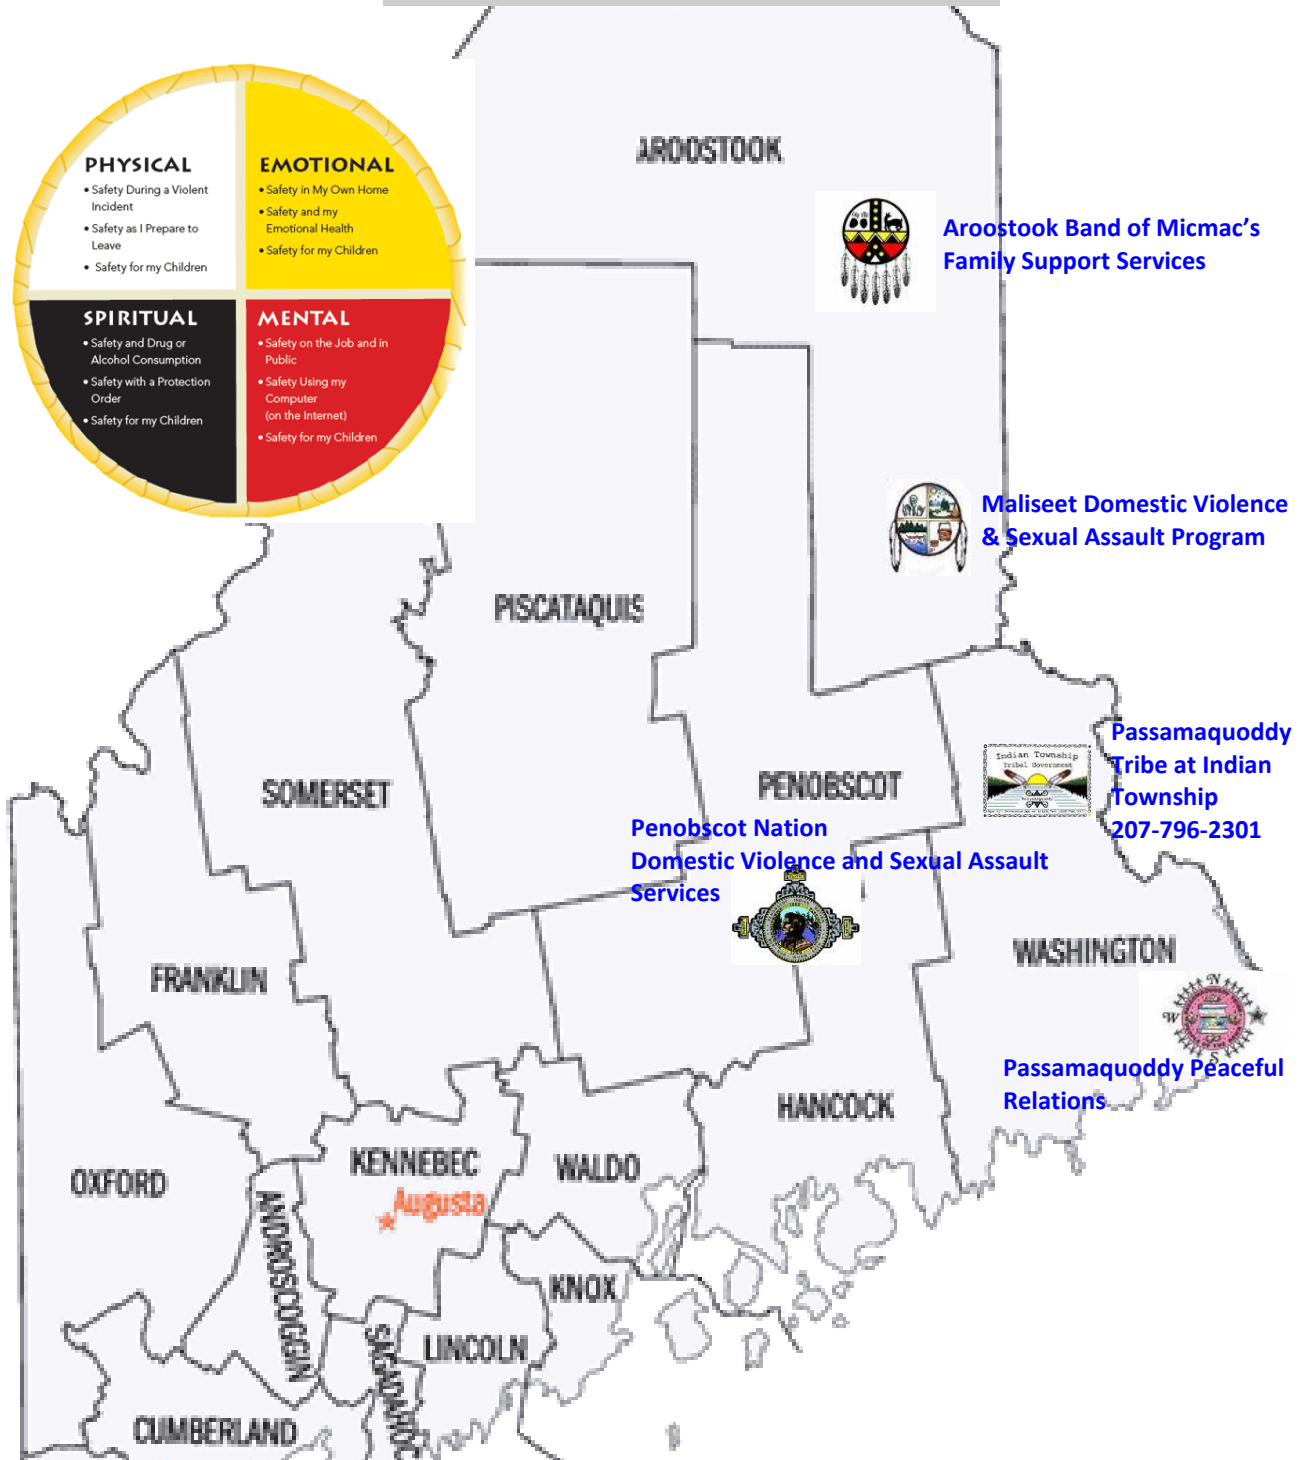 PHYSICAL
• Safety During a Violent
Incident
• Safety as I Prepare to
Leave
• Safety for my Children
EMOTIONAL
• Safety in My Own Home
• Safety and my
Emotional Health
• Safety for my Children
SPIRITUAL
• Safety and Drug or
Alcohol Consumption
• Safety with a Protection
Order
• Safety for my Children
MENTAL
• Safety on the Job and in
Public
• Safety Using my
Computer
(on the Internet)
• Safety for my Children
AROOSTOOK
Aroostook Band of Micmac's
Family Support Services
Maliseet Domestic Violence
& Sexual Assault Program
PISCATAQUIS
SOMERSET
PENOBSCOT
Indian Township
Tribal Government
Passamaquoddy
Tribe at Indian
Township
207-796-2301
Penobscot Nation
Domestic Violence and Sexual Assault
Services
FRANKLIN
WASHINGTON
N
W
S
Passamaquoddy Peaceful
Relations
HANCOCK
OXFORD
KENNEBEC
Augusta
WALDO
ANDROSCOGGIN
KNOX
LINCOLN
SAGADAHOC
CUMBERLAND